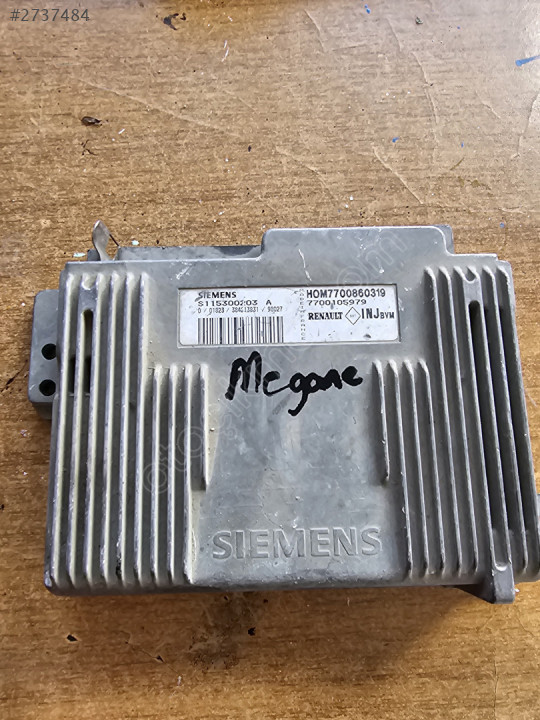 #2737484
SIEMENS
S115300203 A
HOM7700860319
7700105979
RENAULT INJ BVM
Megane
SIEMENS